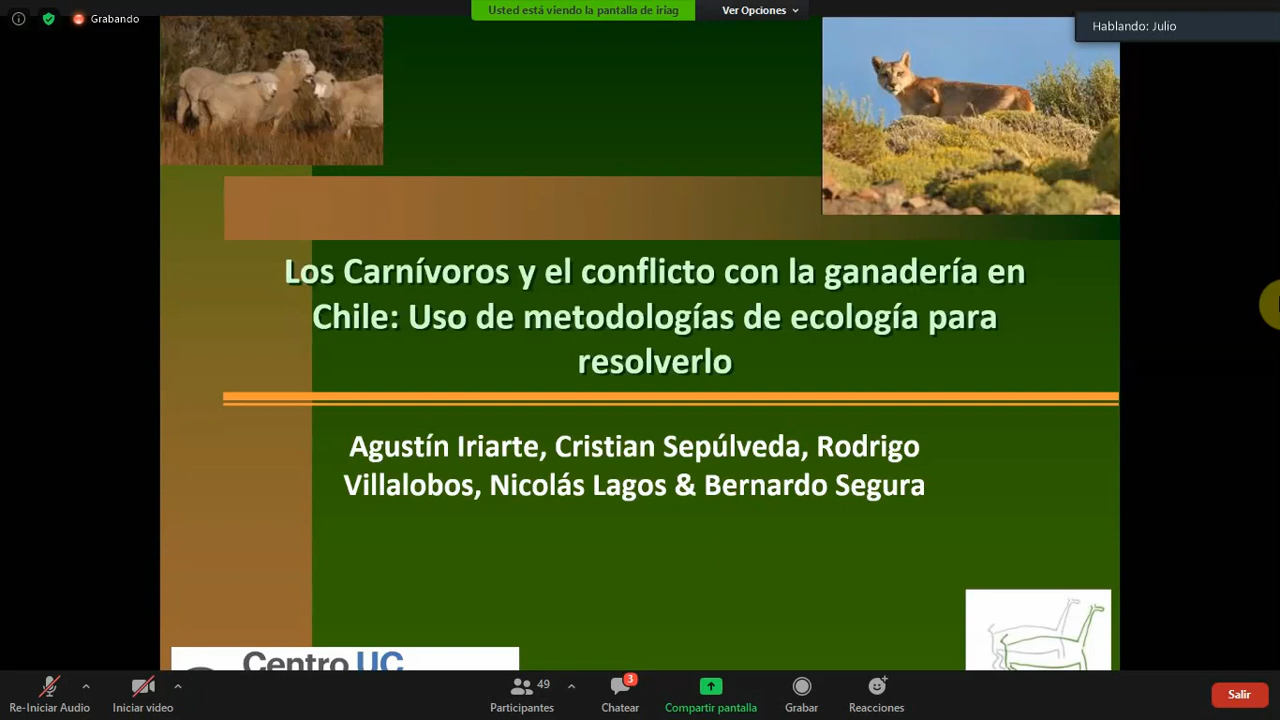 Grabando
Usted está viendo la pantalla de iriag
Ver Opciones
Hablando: Julio
Los Carnívoros y el conflicto con la ganadería en
Chile: Uso de metodologías de ecología para
resolverlo
Agustín Iriarte, Cristian Sepúlveda, Rodrigo
Villalobos, Nicolás Lagos & Bernardo Segura
Centro UC
49
3
Re-Iniciar Audio
Iniciar video
Participantes
Chatear
Compartir pantalla
Grabar
Reacciones
Salir